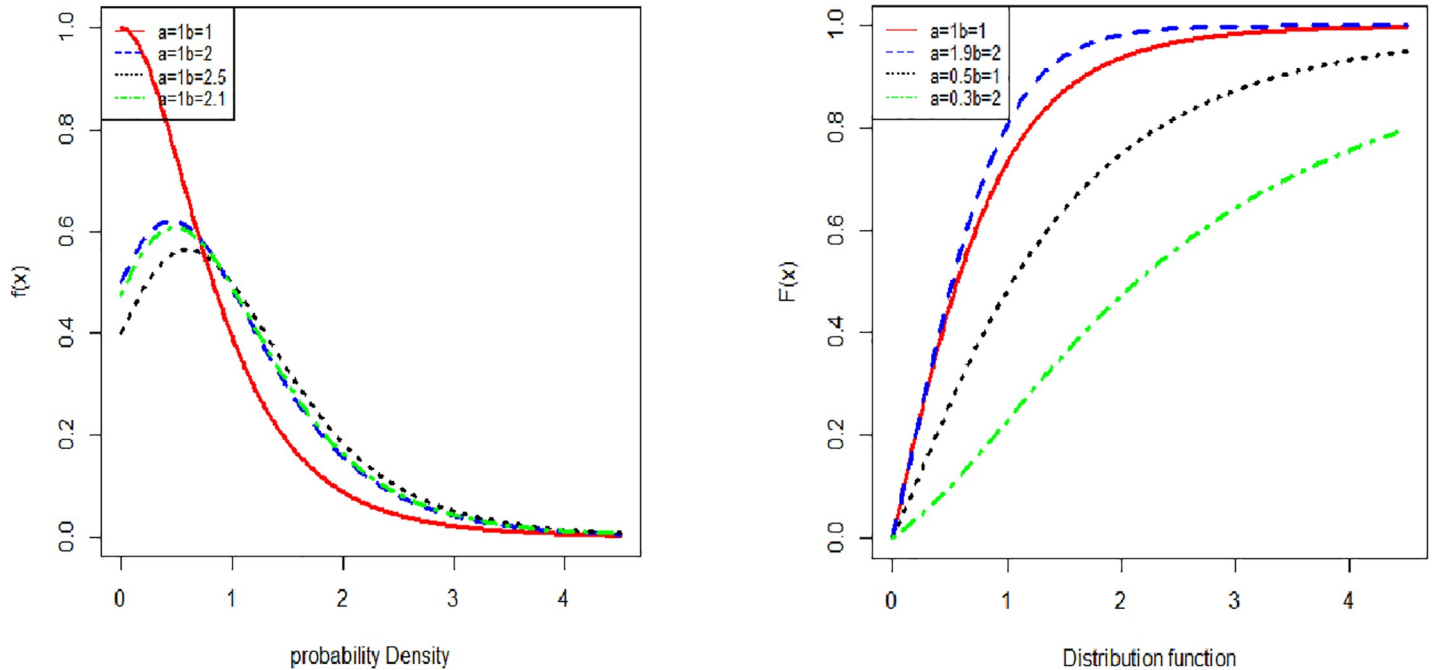 f(x)
1.0
0.8
0.6
0.4
0.2
0.0
a=1b=1
a=1b=2
a=1b=2.5
a=1b=2.1
0 1 2 3 4
probability Density
F(x)
1.0
0.8
0.6
0.4
0.2
0.0
a=1b=1
a=1.9b=2
a=0.5b=1
a=0.3b=2
0 1 2 3 4
Distribution function